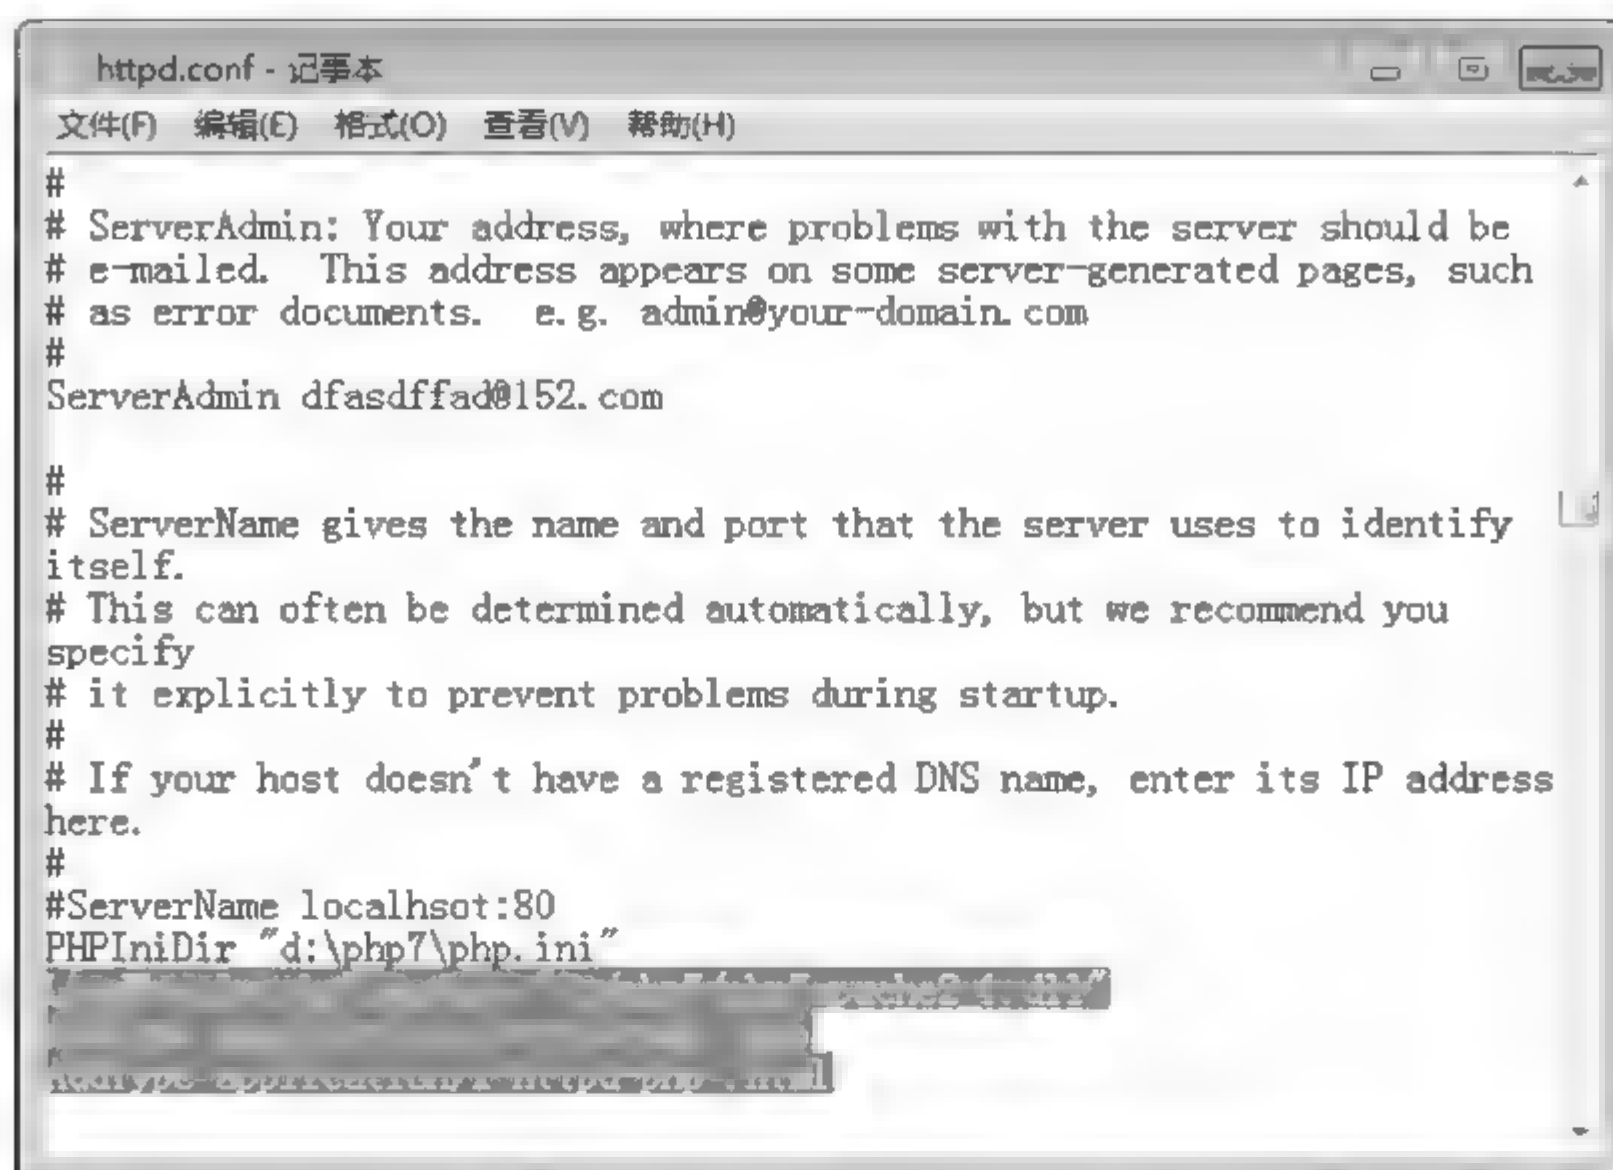 httpd.conf - 记事本
文件(F) 编辑(E) 格式(O) 查看(V) 帮助(H)
#
# ServerAdmin: Your address, where problems with the server should be
# e-mailed.  This address appears on some server-generated pages, such
# as error documents.  e.g. admin@your-domain.com
#
ServerAdmin dfasdffad@152.com
#
# ServerName gives the name and port that the server uses to identify
itself.
# This can often be determined automatically, but we recommend you
specify
# it explicitly to prevent problems during startup.
#
# If your host doesn't have a registered DNS name, enter its IP address
here.
#
#ServerName localhsot:80
PHPIniDir "d:\php7\php.ini"